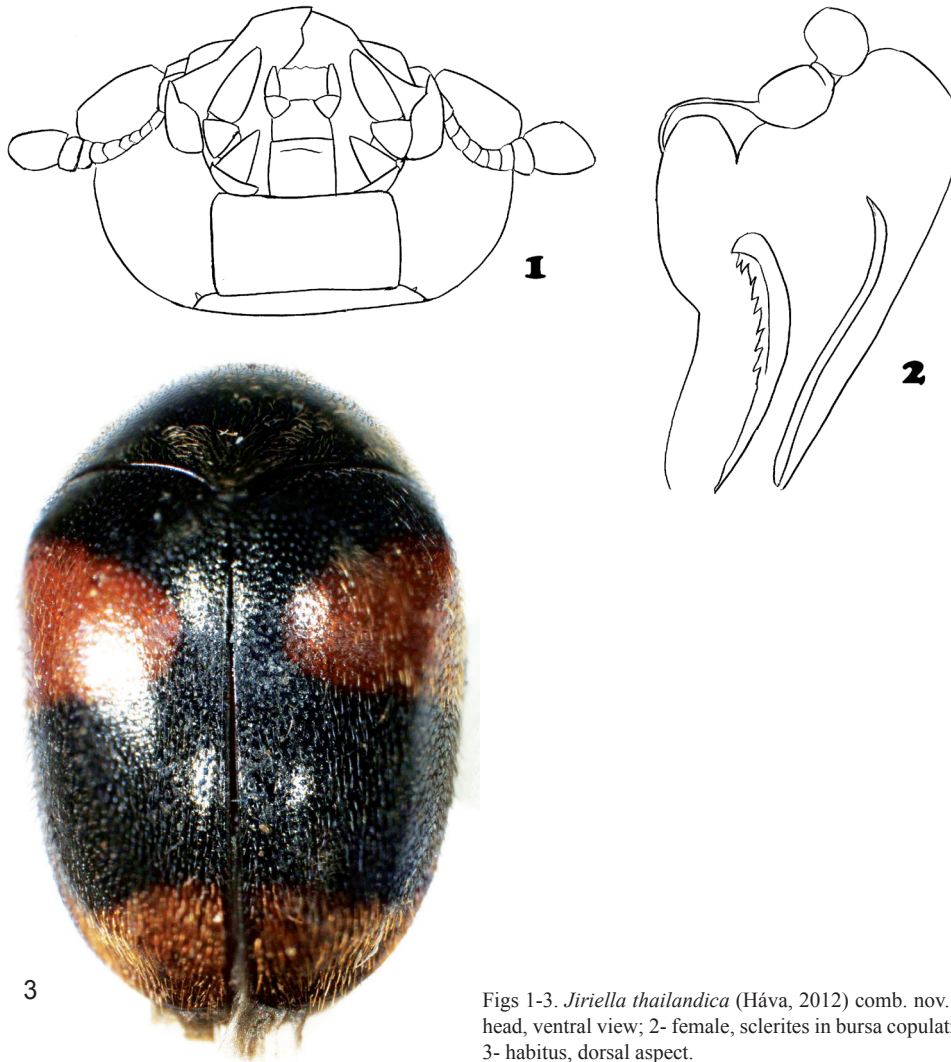 1
2
3
Figs 1-3. Jiriella thailandica (Háva, 2012) comb. nov.
head, ventral view; 2- female, sclerites in bursa copulat
3- habitus, dorsal aspect.